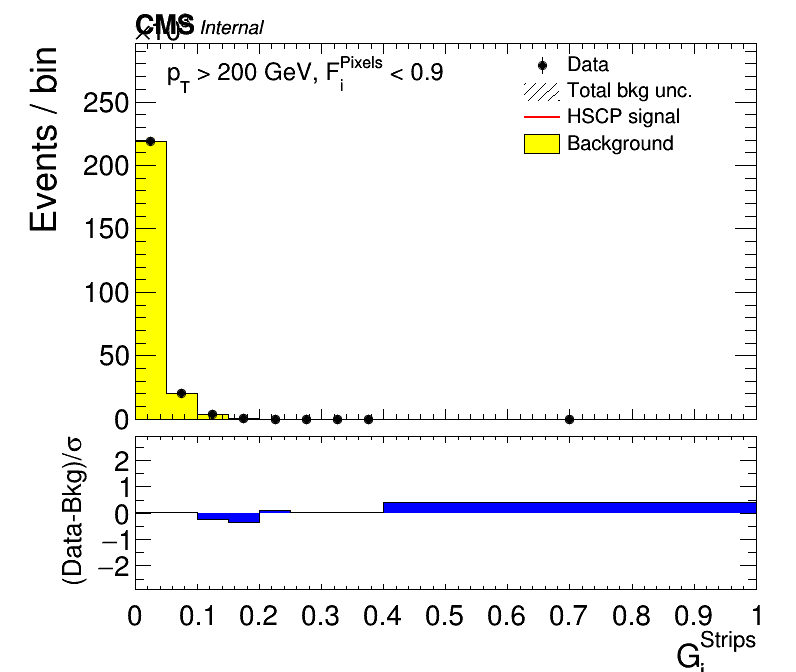 CMS Internal
×10³
p_T > 200 GeV, F_i^Pixels < 0.9
Data
Total bkg unc.
HSCP signal
Background
Events / bin
250
200
150
100
50
0
(Data-Bkg)/σ
2
1
0
−1
−2
0 0.1 0.2 0.3 0.4 0.5 0.6 0.7 0.8 0.9 1
G_i^Strips